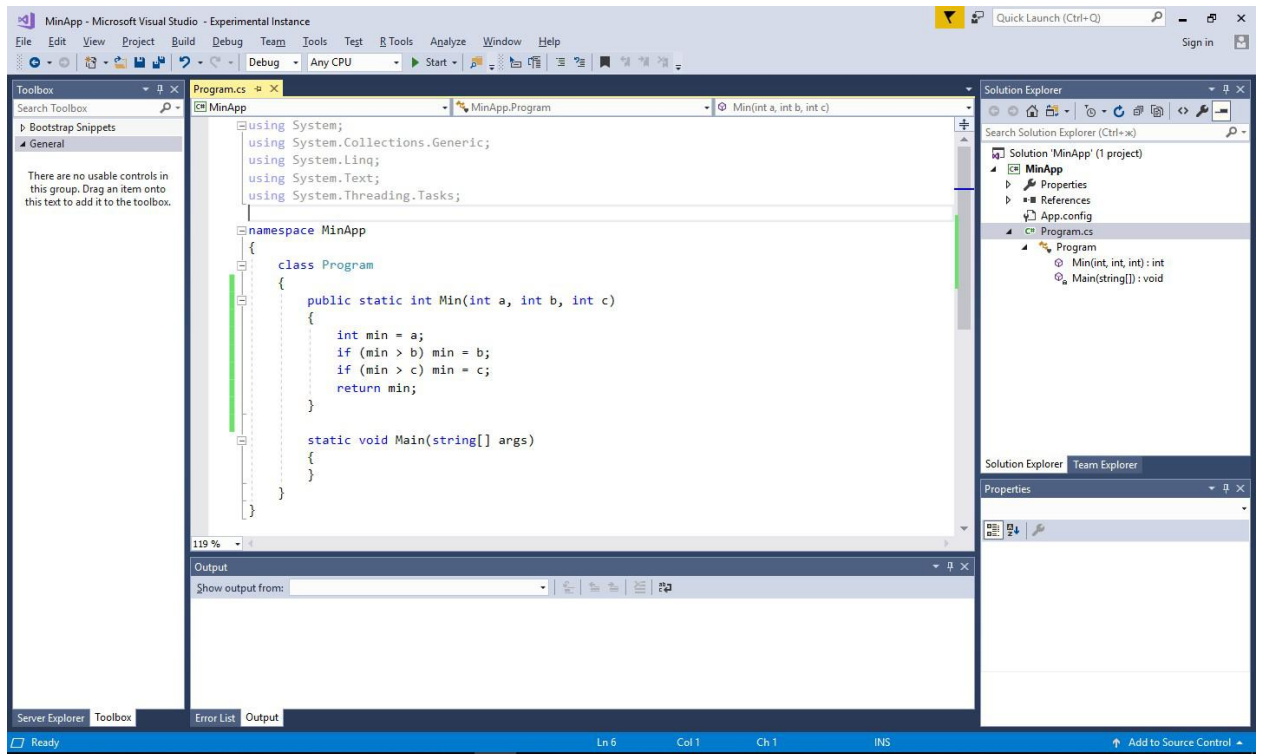 MinApp - Microsoft Visual Studio - Experimental Instance
Quick Launch (Ctrl+Q)
File Edit View Project Build Debug Team Tools Test R Tools Analyze Window Help
Sign in
Debug Any CPU Start
Toolbox
Search Toolbox
Bootstrap Snippets
General
There are no usable controls in
this group. Drag an item onto
this text to add it to the toolbox.
Server Explorer Toolbox
Program.cs
C# MinApp MinApp.Program Min(int a, int b, int c)
using System;
using System.Collections.Generic;
using System.Linq;
using System.Text;
using System.Threading.Tasks;
namespace MinApp
{
class Program
{
public static int Min(int a, int b, int c)
{
int min = a;
if (min > b) min = b;
if (min > c) min = c;
return min;
}
static void Main(string[] args)
{
}
}
}
119 %
Output
Show output from:
Error List Output
Solution Explorer
Search Solution Explorer (Ctrl+ж)
Solution 'MinApp' (1 project)
C# MinApp
Properties
References
App.config
C# Program.cs
Program
Min(int, int, int) : int
Main(string[]) : void
Solution Explorer Team Explorer
Properties
Ready Ln 6 Col 1 Ch 1 INS Add to Source Control